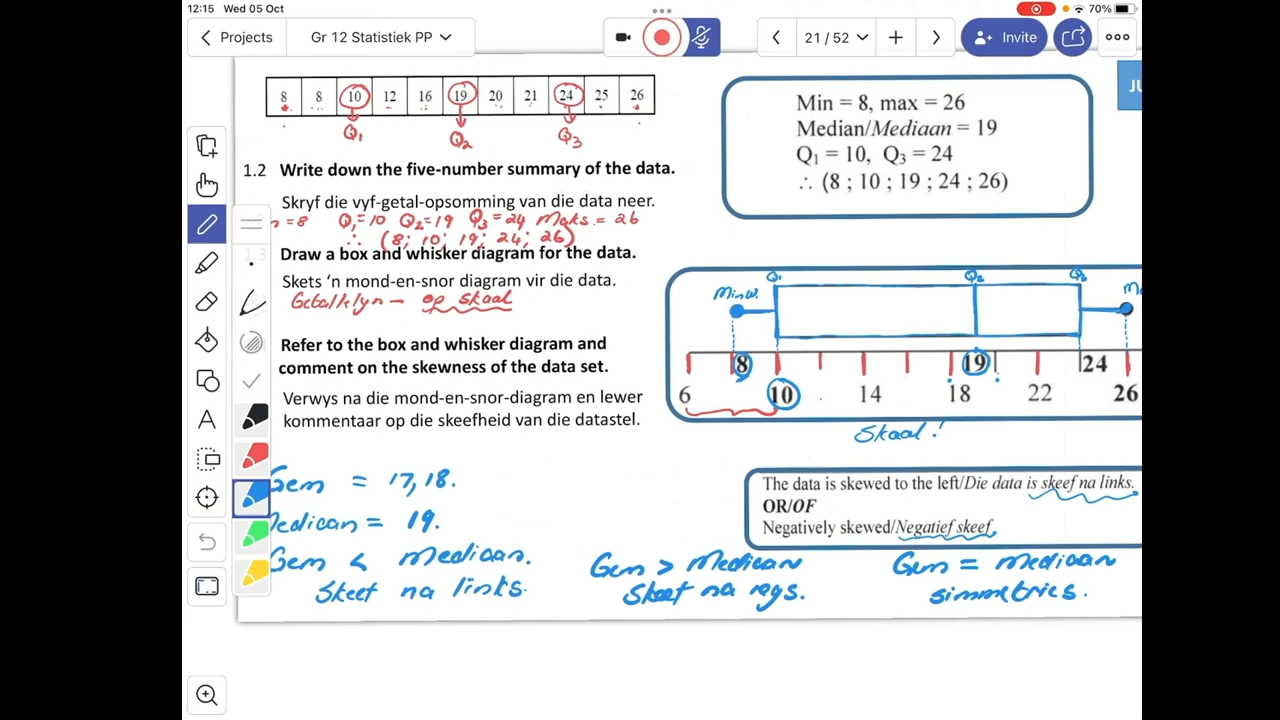 12:15 Wed 05 Oct
70%
Projects
Gr 12 Statistiek PP
21 / 52
Invite
8 8 10 12 16 19 20 21 24 25 26
Q1 Q2 Q3
1.2 Write down the five-number summary of the data.
Skryf die vyf-getal-opsomming van die data neer.
= 8 Q1=10 Q2=19 Q3=24 Maks = 26
∴ (8; 10; 19; 24; 26)
1.3 Draw a box and whisker diagram for the data.
Skets 'n mond-en-snor diagram vir die data.
Getallelyn – op skaal
Refer to the box and whisker diagram and
comment on the skewness of the data set.
Verwys na die mond-en-snor-diagram en lewer
kommentaar op die skeefheid van die datastel.
Gem = 17,18.
Mediaan = 19.
Gem < Mediaan.
Skeef na links.
Gem > Mediaan
Skeef na regs.
Gem = Mediaan
simmetries.
Min = 8, max = 26
Median/Mediaan = 19
Q1 = 10, Q3 = 24
∴ (8 ; 10 ; 19 ; 24 ; 26)
Q1 Q2 Q3
Min w.
8 19 24
6 10 14 18 22 26
Skaal!
The data is skewed to the left/Die data is skeef na links.
OR/OF
Negatively skewed/Negatief skeef.
A